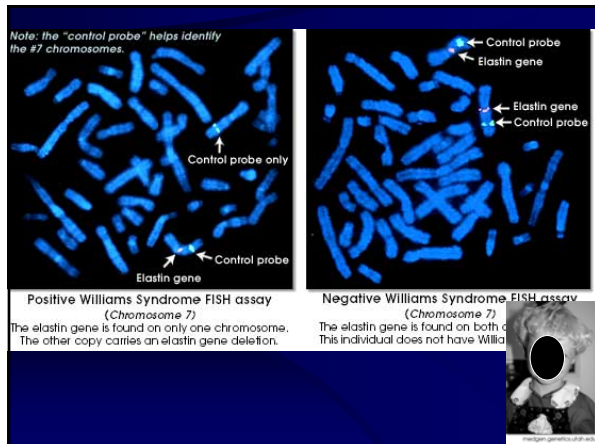 Note: the "control probe" helps identify
the #7 chromosomes.
Control probe only
Control probe
Elastin gene
Positive Williams Syndrome FISH assay
(Chromosome 7)
The elastin gene is found on only one chromosome.
The other copy carries an elastin gene deletion.
Control probe
Elastin gene
Elastin gene
Control probe
Negative Williams Syndrome FISH assay
(Chromosome 7)
The elastin gene is found on both
This individual does not have
medgen.genetics.utah.edu